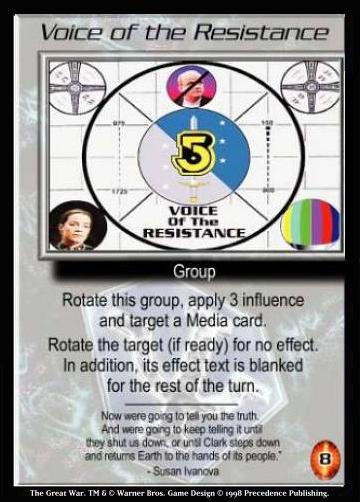 Voice of the Resistance
975
150
5
1725
800
VOICE
OF THE
RESISTANCE
Group
Rotate this group, apply 3 influence
and target a Media card.
Rotate the target (if ready) for no effect.
In addition, its effect text is blanked
for the rest of the turn.
Now were going to tell you the truth.
And were going to keep telling it until
they shut us down, or until Clark steps down
and returns Earth to the hands of its people."
- Susan Ivanova
8
The Great War. TM & © Warner Bros. Game Design © 1998 Precedence Publishing.